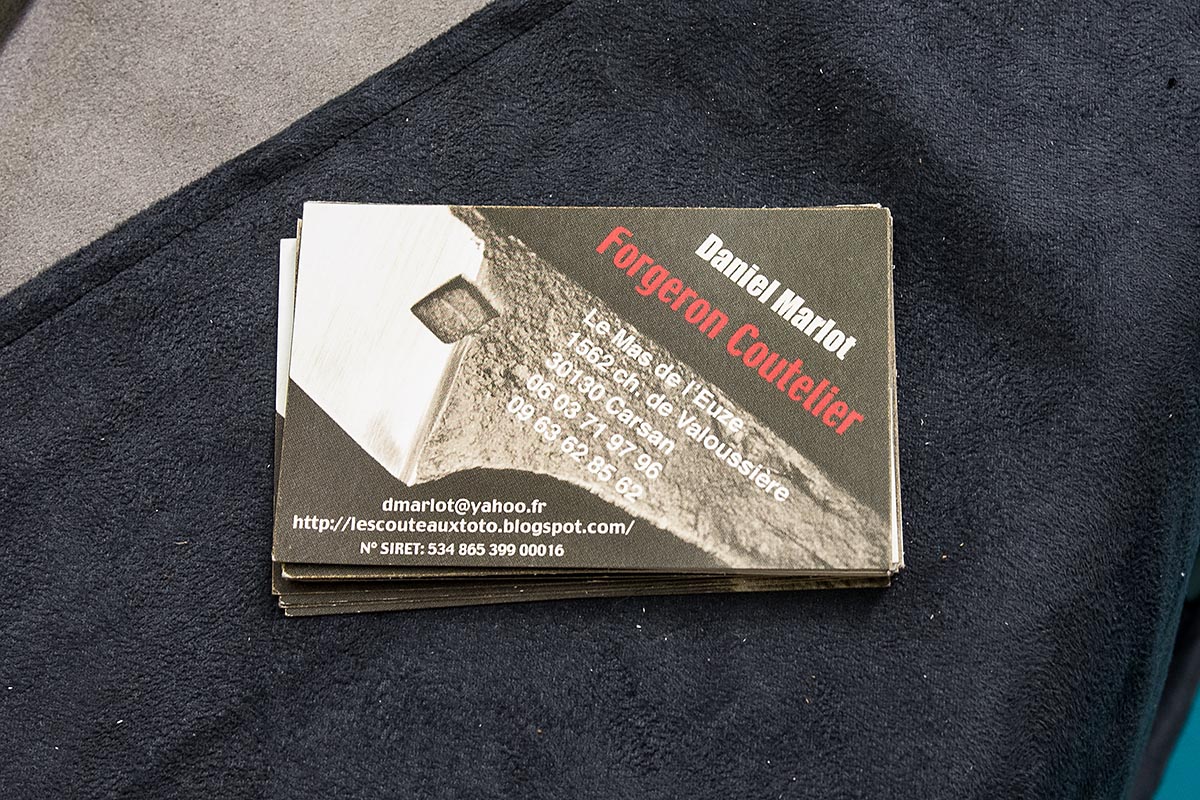 Daniel Marlot
Forgeron Coutelier
Le Mas de l'Euze
1562 ch. de Valoussière
30130 Carsan
06 03 71 97 96
09 63 62 85 62
dmarlot@yahoo.fr
http://lescouteauxtoto.blogspot.com/
N° SIRET: 534 865 399 00016